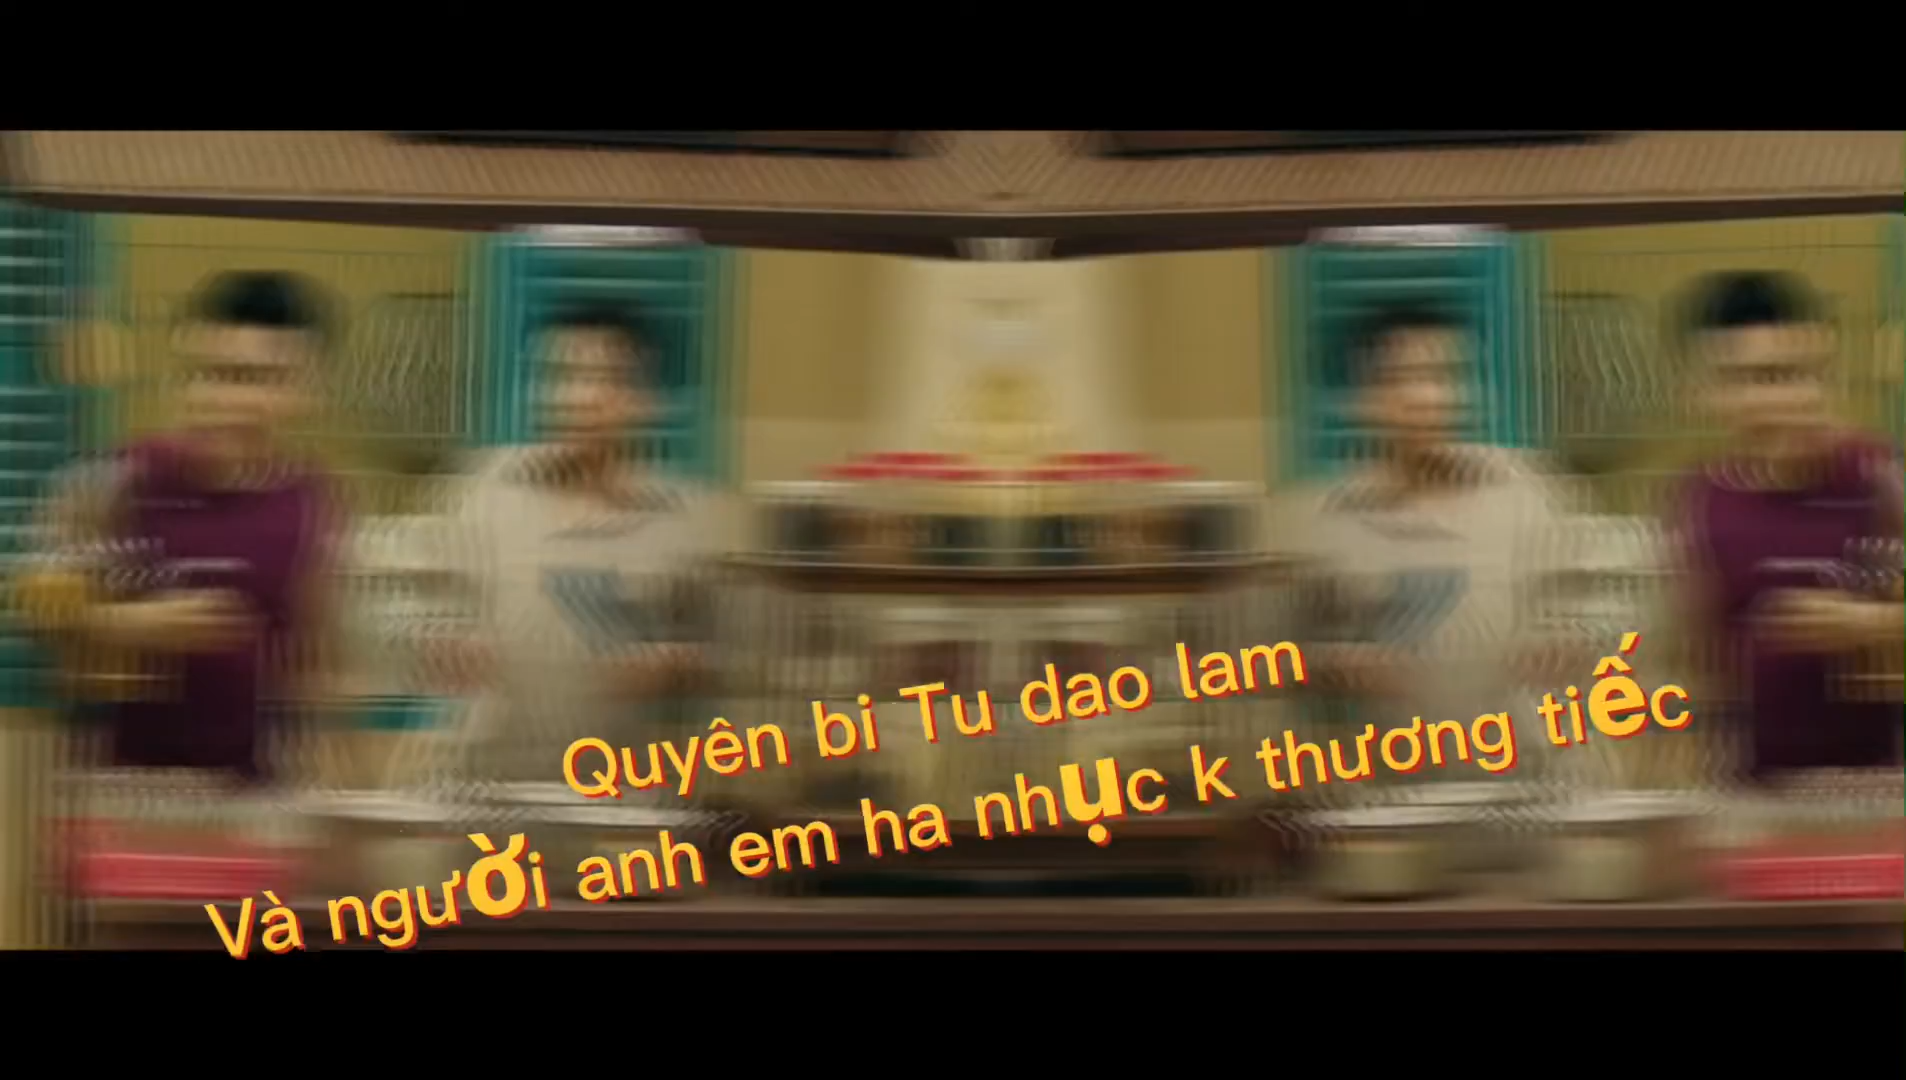 Quyên bi Tu dao lam
Và người anh em ha nhục k thương tiếc